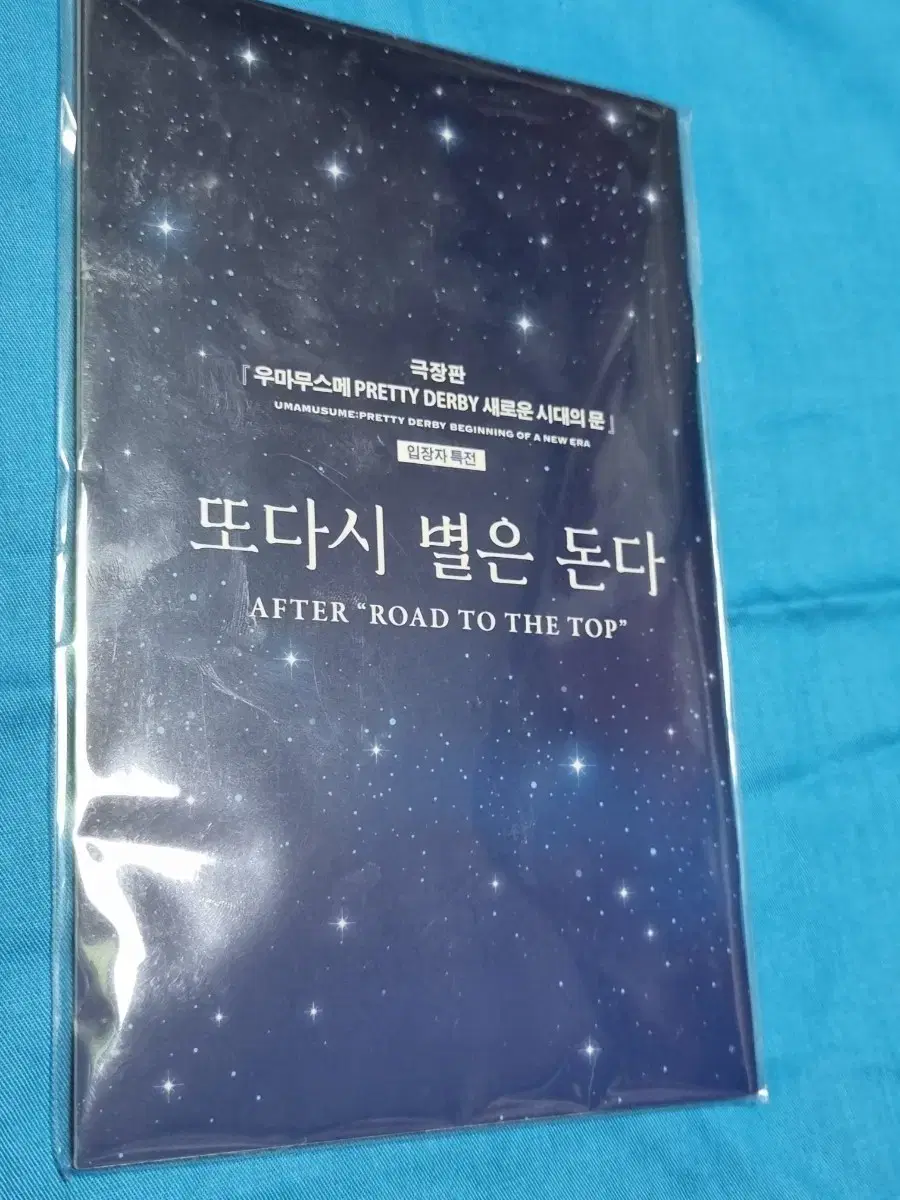 극장판
『우마무스메 PRETTY DERBY 새로운 시대의 문』
UMAMUSUME:PRETTY DERBY BEGINNING OF A NEW ERA
입장자 특전
또다시 별은 돈다
AFTER “ROAD TO THE TOP”